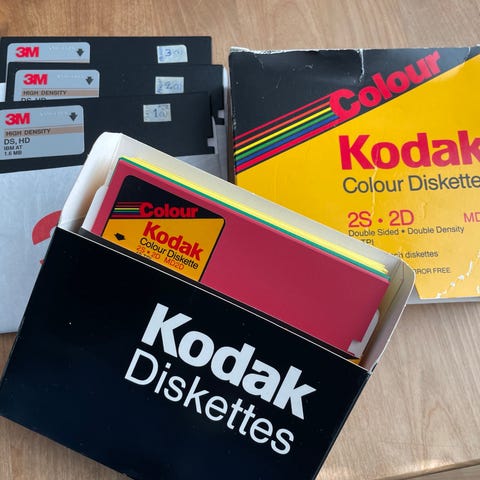 3M
3M
HIGH DENSITY
DS, HD
3M
HIGH DENSITY
DS, HD
IBM AT
1.6 MB
Colour
Kodak
Colour Diskette
2S • 2D MD
Double Sided • Double Density
diskettes
ERROR FREE.
Colour
Kodak
Colour Diskette
2S • 2D MD2D
Kodak
Diskettes